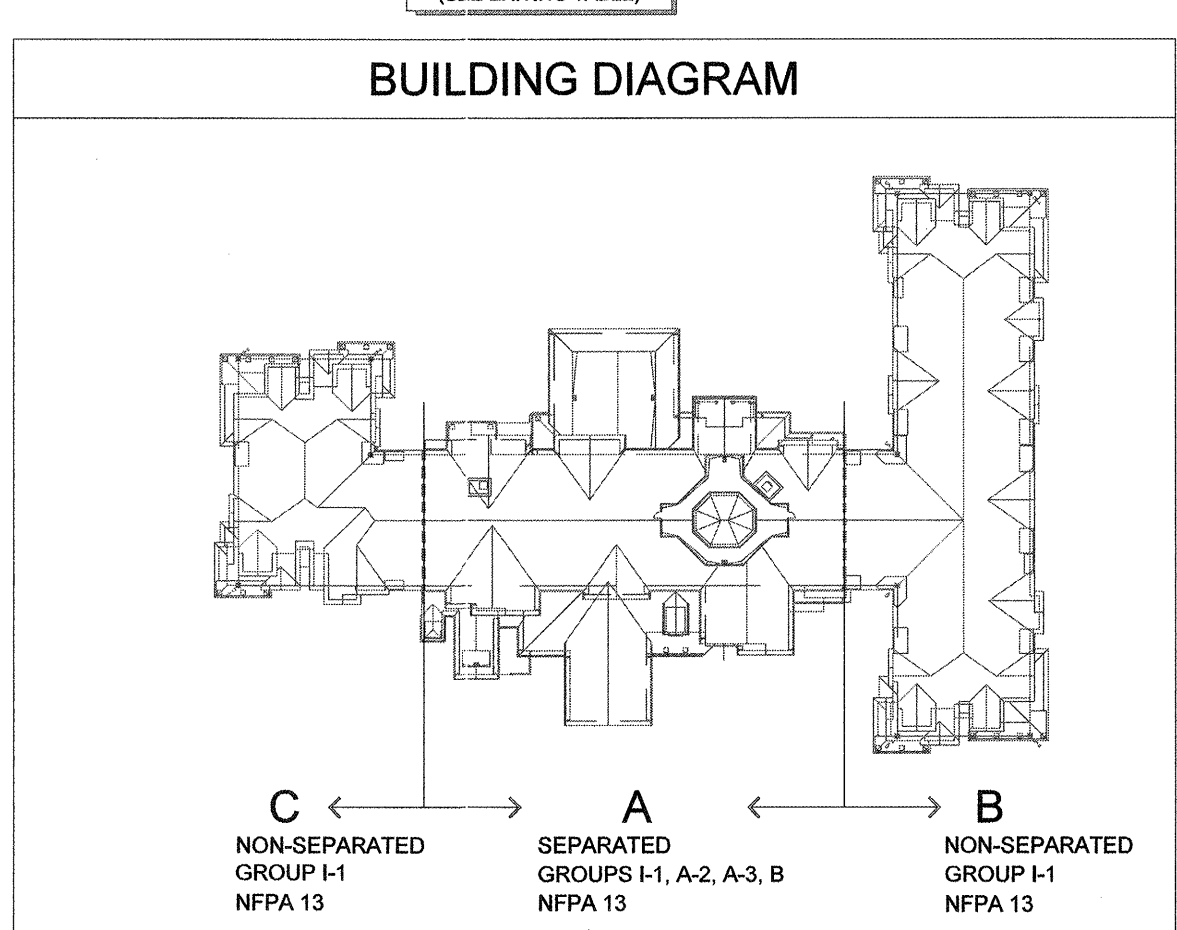 BUILDING DIAGRAM
C
NON-SEPARATED
GROUP I-1
NFPA 13
A
SEPARATED
GROUPS I-1, A-2, A-3, B
NFPA 13
B
NON-SEPARATED
GROUP I-1
NFPA 13